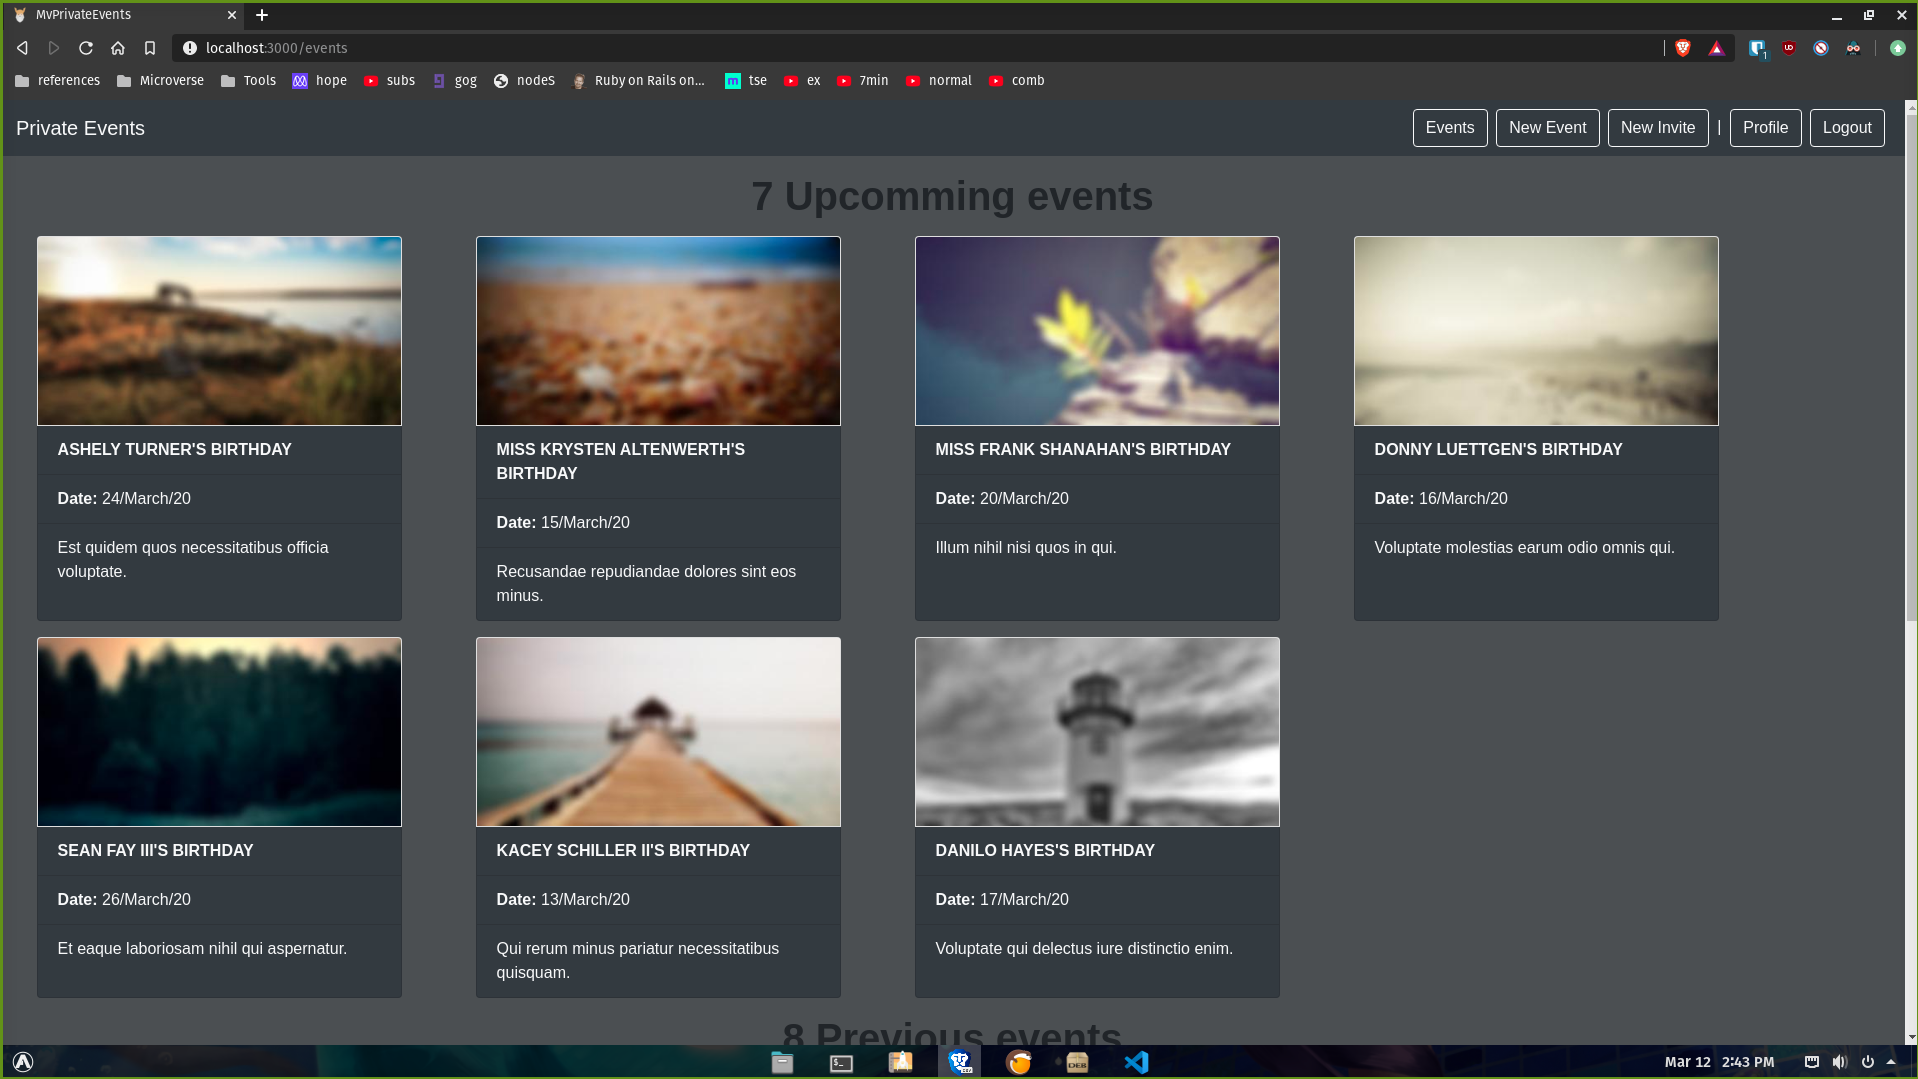 MvPrivateEvents
localhost:3000/events
1
references Microverse Tools hope subs gog nodeS Ruby on Rails on... tse ex 7min normal comb
Private Events
Events New Event New Invite | Profile Logout
7 Upcomming events
ASHELY TURNER'S BIRTHDAY
Date: 24/March/20
Est quidem quos necessitatibus officia
voluptate.
MISS KRYSTEN ALTENWERTH'S
BIRTHDAY
Date: 15/March/20
Recusandae repudiandae dolores sint eos
minus.
MISS FRANK SHANAHAN'S BIRTHDAY
Date: 20/March/20
Illum nihil nisi quos in qui.
DONNY LUETTGEN'S BIRTHDAY
Date: 16/March/20
Voluptate molestias earum odio omnis qui.
SEAN FAY III'S BIRTHDAY
Date: 26/March/20
Et eaque laboriosam nihil qui aspernatur.
KACEY SCHILLER II'S BIRTHDAY
Date: 13/March/20
Qui rerum minus pariatur necessitatibus
quisquam.
DANILO HAYES'S BIRTHDAY
Date: 17/March/20
Voluptate qui delectus iure distinctio enim.
8 Previous events
DEB
Mar 12 2:43 PM